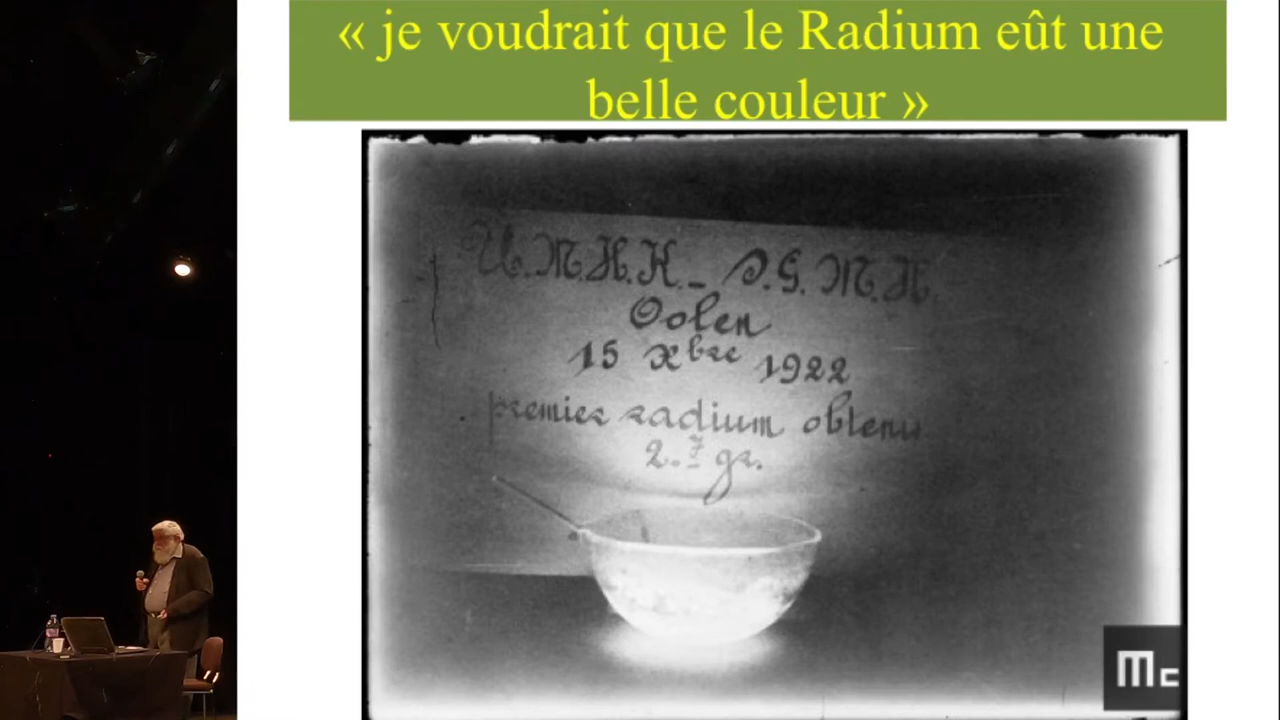 « je voudrait que le Radium eût une
belle couleur »
U.M.H.K. - S.G.M.N.
Oolen
15 Xbre 1922
premier radium obtenu
2.7 gr.
Mc